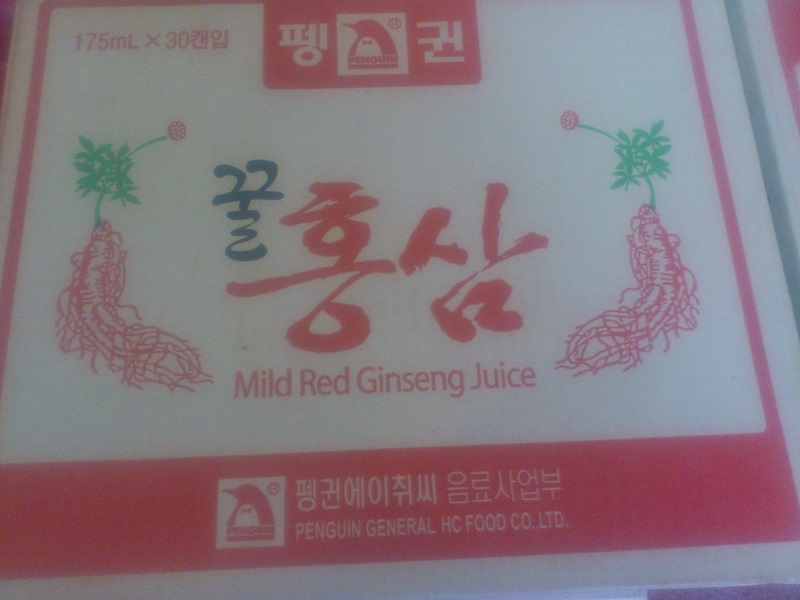 175mL×30캔입
펭 PENGUIN ® 귄
꿀
홍삼
Mild Red Ginseng Juice
PENGUIN ® 펭귄에이취씨 음료사업부
PENGUIN GENERAL HC FOOD CO.,LTD.